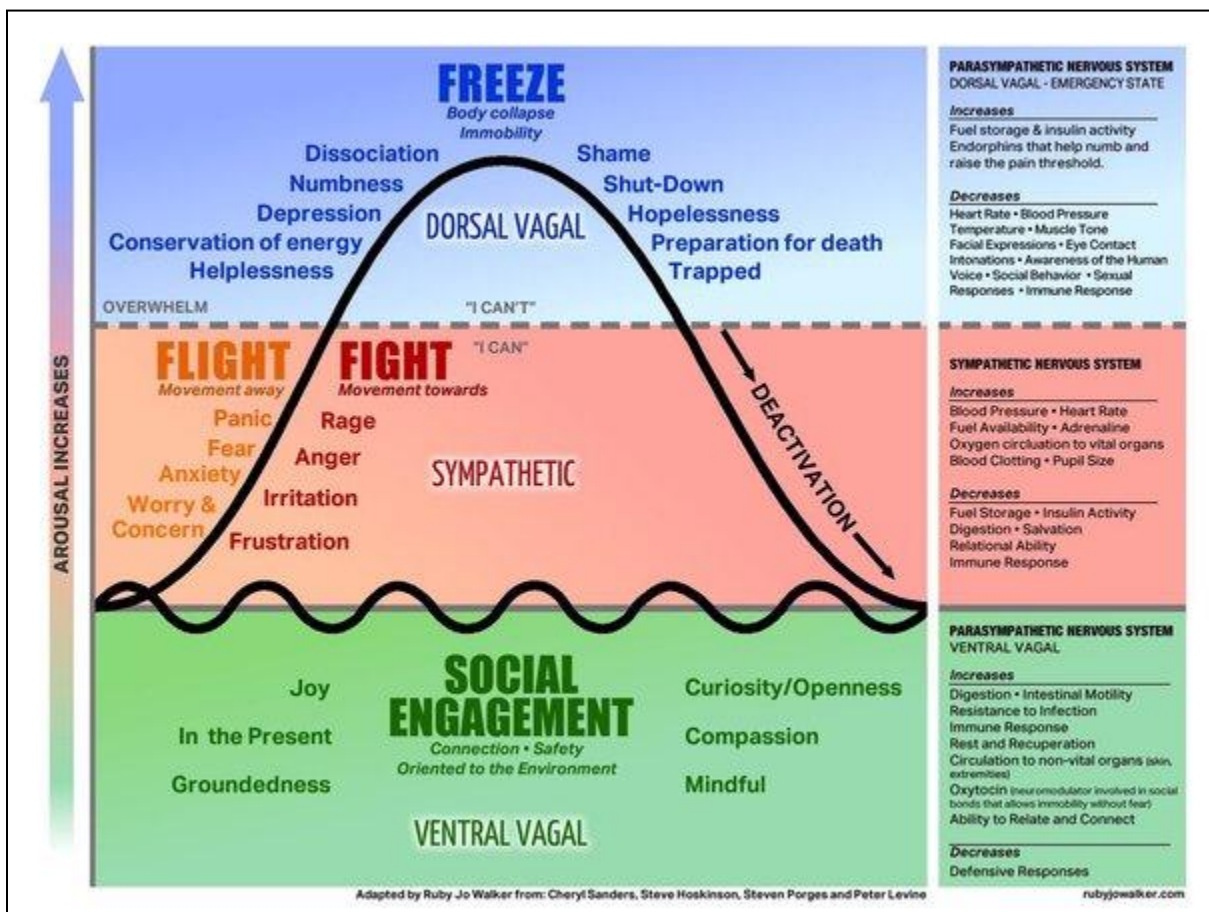 AROUSAL INCREASES
FREEZE
Body collapse
Immobility
Dissociation
Numbness
Depression
Conservation of energy
Helplessness
Shame
Shut-Down
Hopelessness
Preparation for death
Trapped
DORSAL VAGAL
OVERWHELM
"I CAN'T"
"I CAN"
FLIGHT
Movement away
Panic
Fear
Anxiety
Worry &
Concern
FIGHT
Movement towards
Rage
Anger
Irritation
Frustration
SYMPATHETIC
DEACTIVATION
SOCIAL
ENGAGEMENT
Connection • Safety
Oriented to the Environment
Joy
In the Present
Groundedness
Curiosity/Openness
Compassion
Mindful
VENTRAL VAGAL
PARASYMPATHETIC NERVOUS SYSTEM
DORSAL VAGAL - EMERGENCY STATE
Increases
Fuel storage & insulin activity
Endorphins that help numb and
raise the pain threshold.
Decreases
Heart Rate • Blood Pressure
Temperature • Muscle Tone
Facial Expressions • Eye Contact
Intonations • Awareness of the Human
Voice • Social Behavior • Sexual
Responses • Immune Response
SYMPATHETIC NERVOUS SYSTEM
Increases
Blood Pressure • Heart Rate
Fuel Availability • Adrenaline
Oxygen circluation to vital organs
Blood Clotting • Pupil Size
Decreases
Fuel Storage • Insulin Activity
Digestion • Salvation
Relational Ability
Immune Response
PARASYMPATHETIC NERVOUS SYSTEM
VENTRAL VAGAL
Increases
Digestion • Intestinal Motility
Resistance to Infection
Immune Response
Rest and Recuperation
Circulation to non-vital organs (skin,
extremities)
Oxytocin (neuromodulator involved in social
bonds that allows immobility without fear)
Ability to Relate and Connect
Decreases
Defensive Responses
Adapted by Ruby Jo Walker from: Cheryl Sanders, Steve Hoskinson, Steven Porges and Peter Levine
rubyjowalker.com